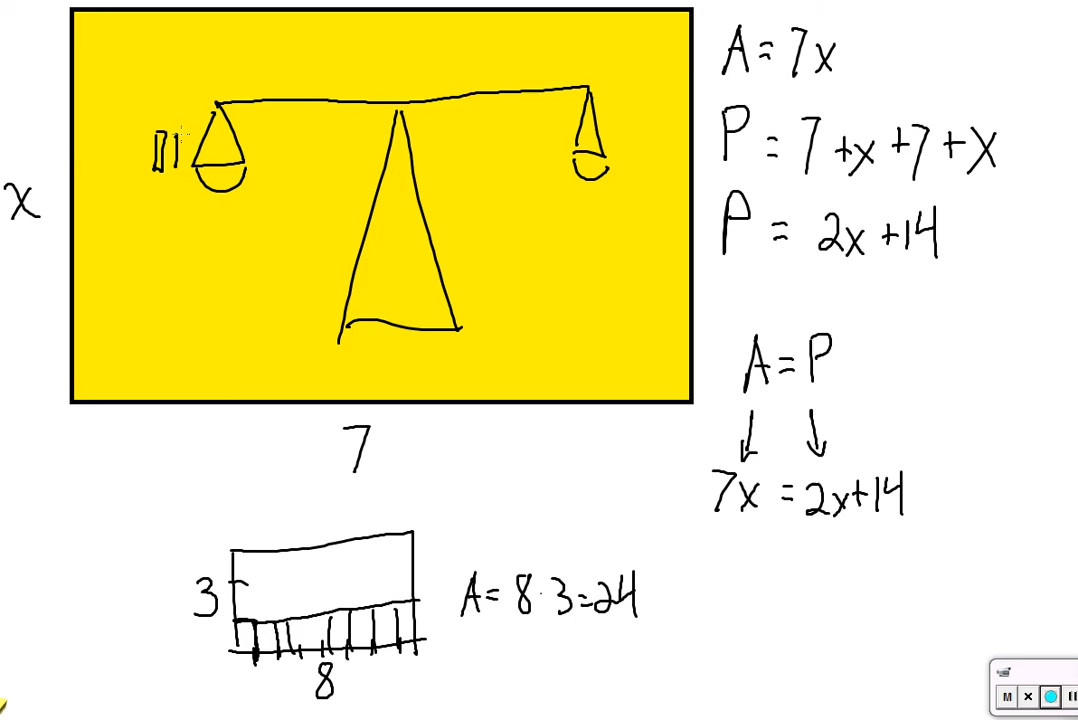 A = 7x
P = 7 + x + 7 + x
P = 2x + 14
x
A = P
7
7x = 2x + 14
3
A = 8 · 3 = 24
8
M